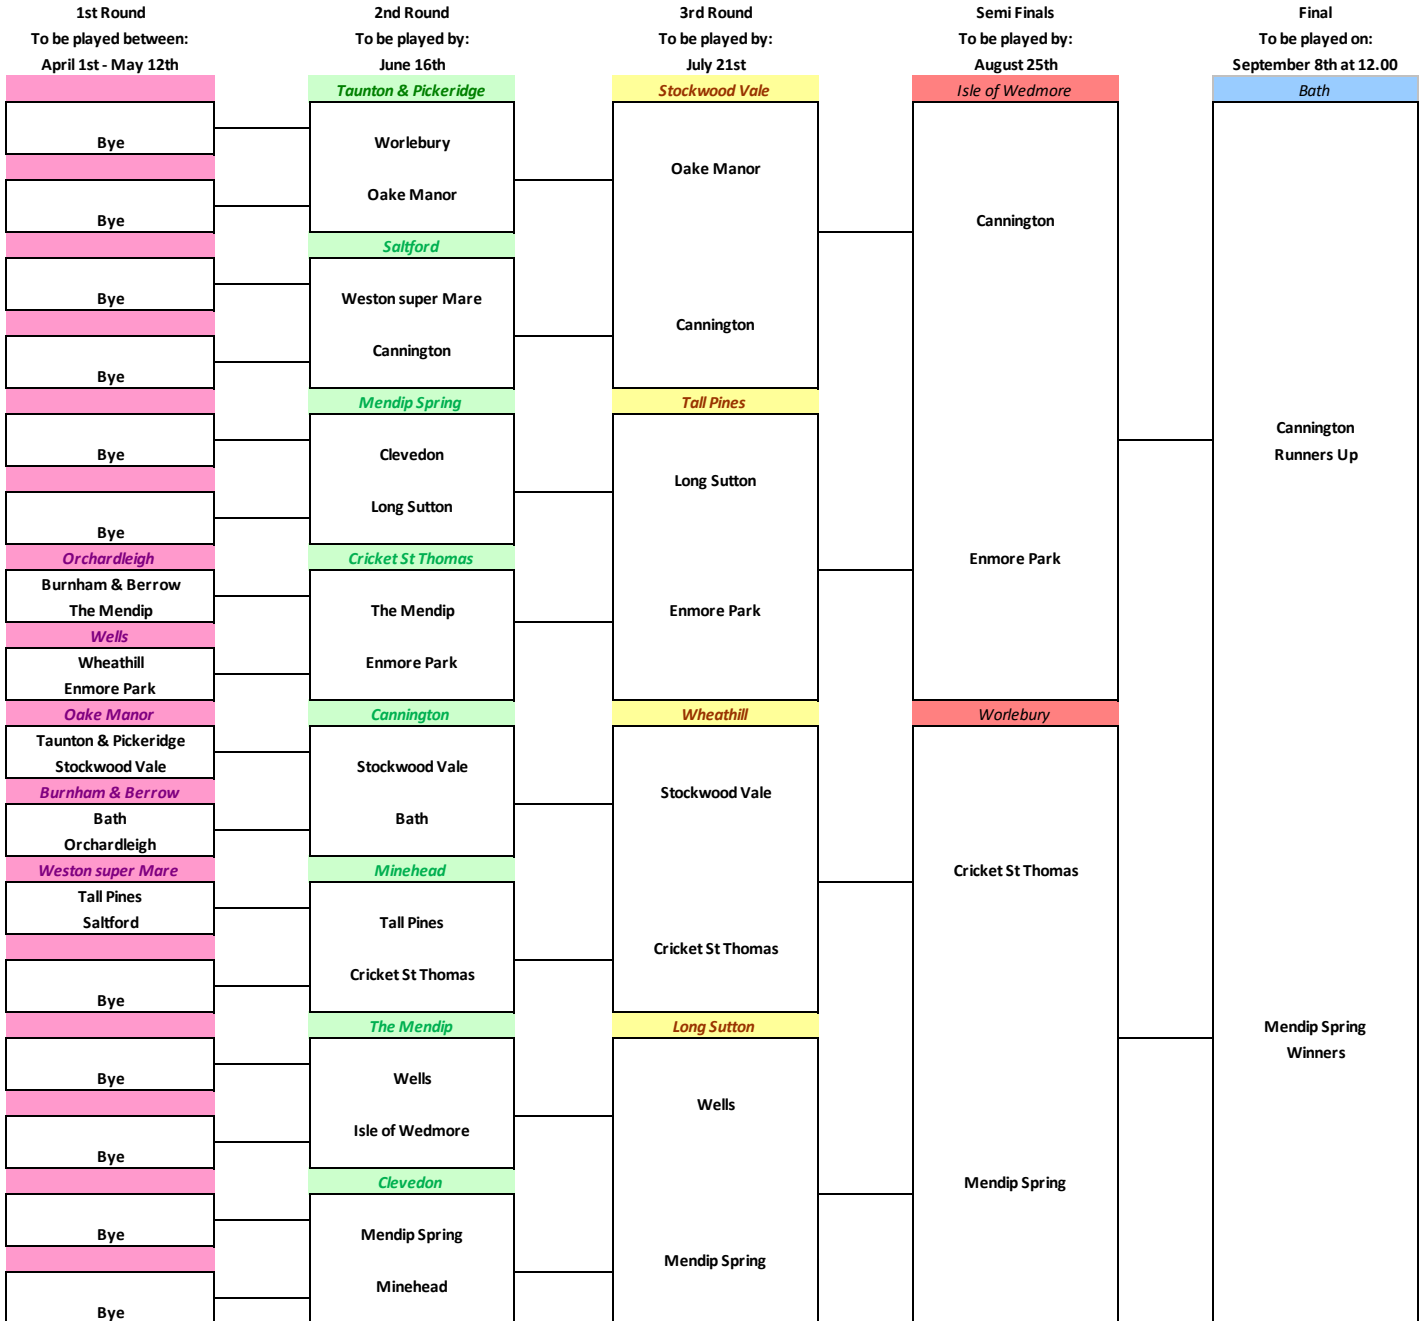 1st Round
To be played between:
April 1st - May 12th
Bye
Bye
Bye
Bye
Bye
Bye
Orchardleigh
Burnham & Berrow
The Mendip
Wells
Wheathill
Enmore Park
Oake Manor
Taunton & Pickeridge
Stockwood Vale
Burnham & Berrow
Bath
Orchardleigh
Weston super Mare
Tall Pines
Saltford
Bye
Bye
Bye
Bye
Bye
2nd Round
To be played by:
June 16th
Taunton & Pickeridge
Worlebury
Oake Manor
Saltford
Weston super Mare
Cannington
Mendip Spring
Clevedon
Long Sutton
Cricket St Thomas
The Mendip
Enmore Park
Cannington
Stockwood Vale
Bath
Minehead
Tall Pines
Cricket St Thomas
The Mendip
Wells
Isle of Wedmore
Clevedon
Mendip Spring
Minehead
3rd Round
To be played by:
July 21st
Stockwood Vale
Oake Manor
Cannington
Tall Pines
Long Sutton
Enmore Park
Wheathill
Stockwood Vale
Cricket St Thomas
Long Sutton
Wells
Mendip Spring
Semi Finals
To be played by:
August 25th
Isle of Wedmore
Cannington
Enmore Park
Worlebury
Cricket St Thomas
Mendip Spring
Final
To be played on:
September 8th at 12.00
Bath
Cannington
Runners Up
Mendip Spring
Winners